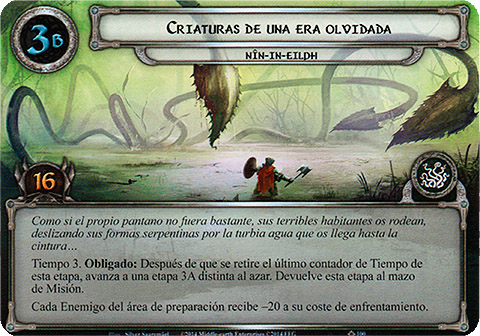 3B
CRIATURAS DE UNA ERA OLVIDADA
NÎN-IN-EILPH
16
Como si el propio pantano no fuera bastante, sus terribles habitantes os rodean,
deslizando sus formas serpentinas por la turbia agua que os llega hasta la
cintura…
Tiempo 3. Obligado: Después de que se retire el último contador de Tiempo de
esta etapa, avanza a una etapa 3A distinta al azar. Devuelve esta etapa al mazo
de Misión.
Cada Enemigo del área de preparación recibe –20 a su coste de enfrentamiento.
©2014 Middle-earth Enterprises ©2014 FFG